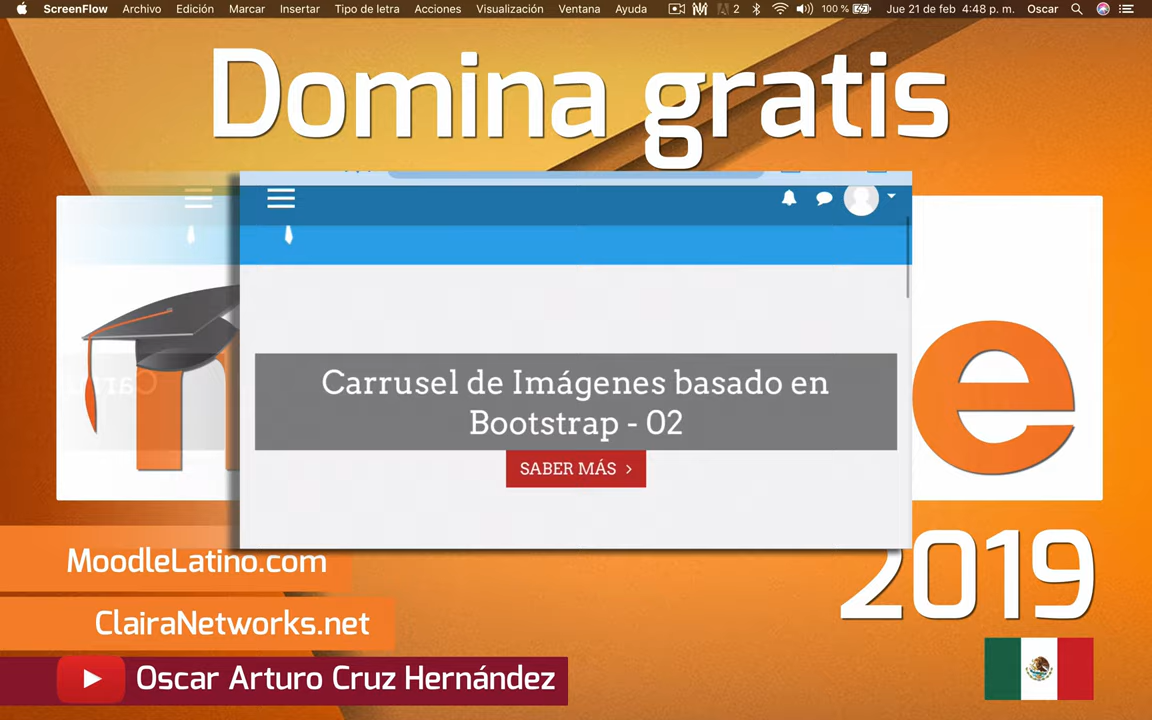 ScreenFlow Archivo Edición Marcar Insertar Tipo de letra Acciones Visualización Ventana Ayuda 2 100 % Jue 21 de feb 4:48 p. m. Oscar
Domina gratis
Carrusel de Imágenes basado en
Bootstrap - 02
SABER MÁS
e
MoodleLatino.com
2019
ClairaNetworks.net
Oscar Arturo Cruz Hernández